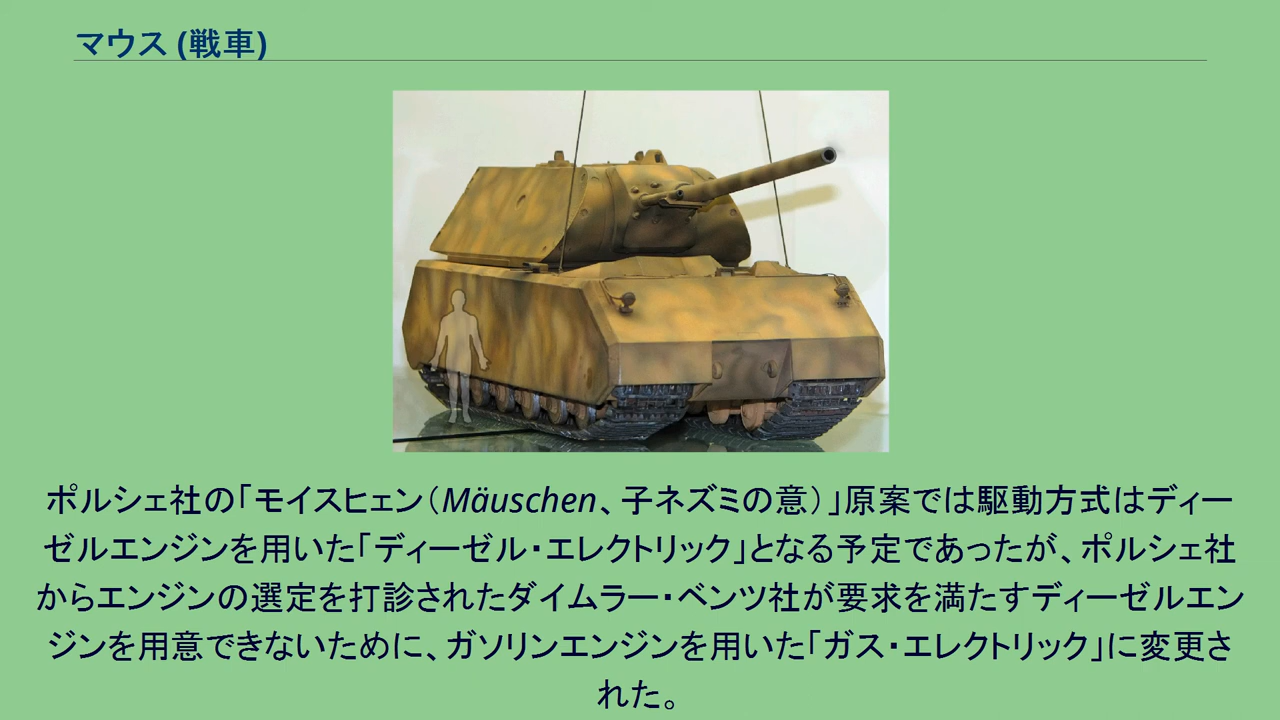 マウス (戦車)
ポルシェ社の「モイスヒェン（Mäuschen、子ネズミの意）」原案では駆動方式はディー
ゼルエンジンを用いた「ディーゼル・エレクトリック」となる予定であったが、ポルシェ社
からエンジンの選定を打診されたダイムラー・ベンツ社が要求を満たすディーゼルエン
ジンを用意できないために、ガソリンエンジンを用いた「ガス・エレクトリック」に変更さ
れた。